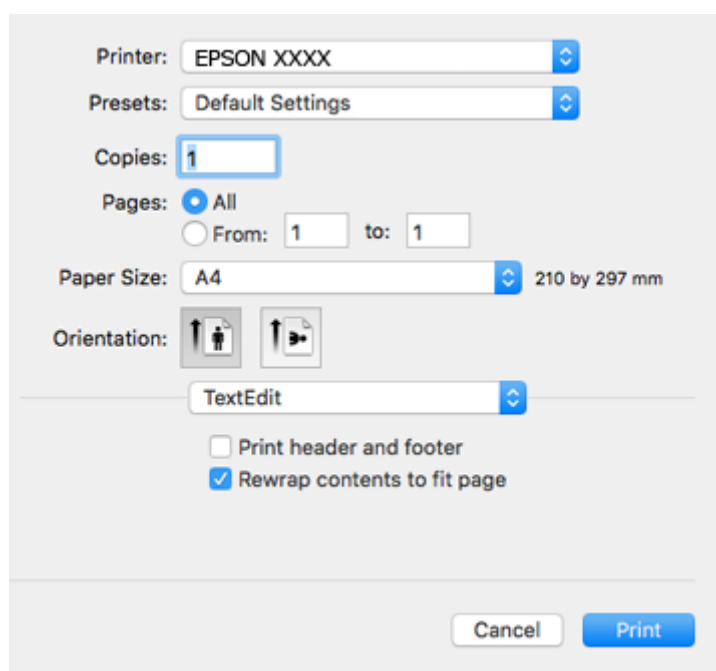 Printer: EPSON XXXX
Presets: Default Settings
Copies: 1
Pages: All
From: 1 to: 1
Paper Size: A4 210 by 297 mm
Orientation:
TextEdit
Print header and footer
Rewrap contents to fit page
Cancel Print